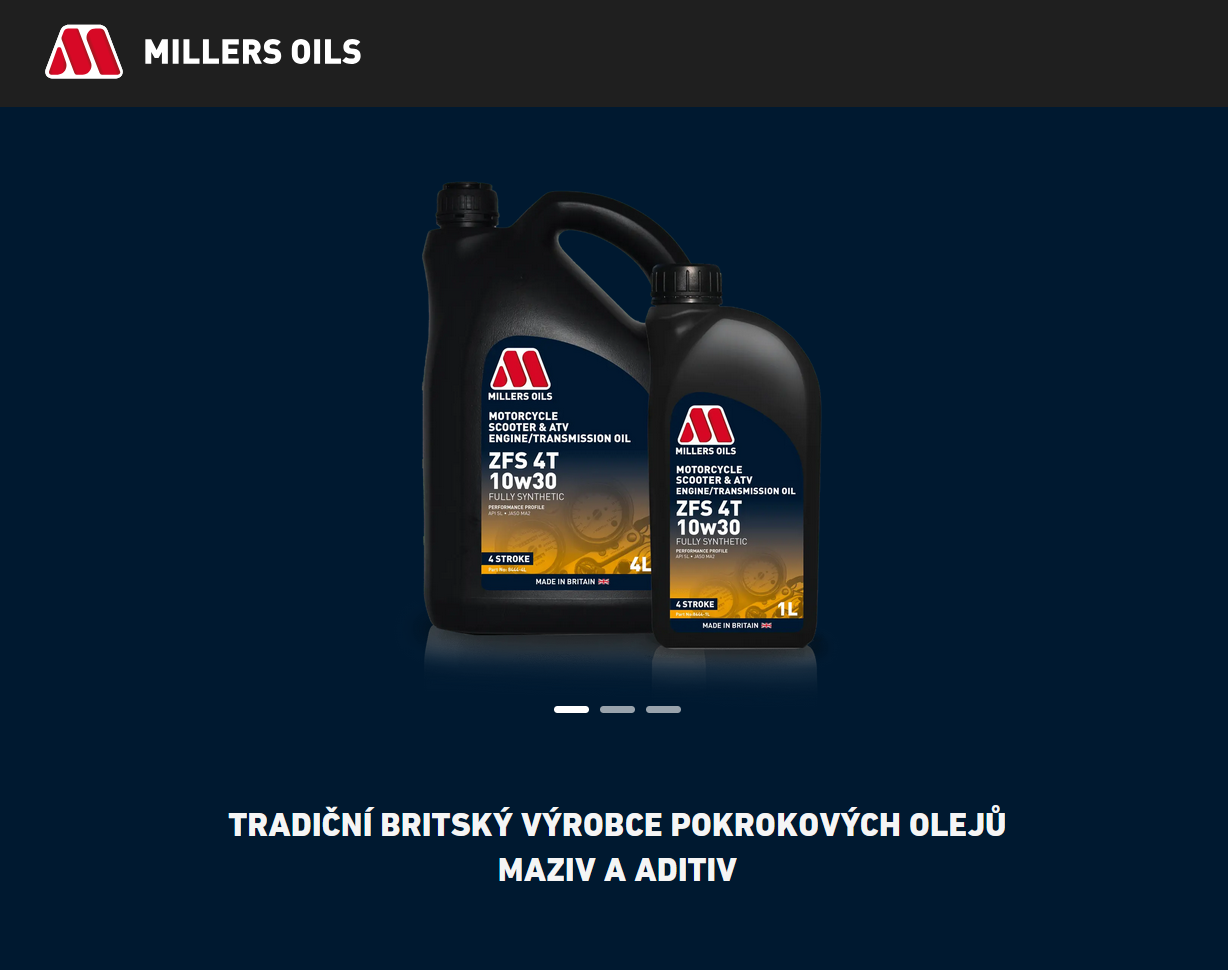 MILLERS OILS
MILLERS OILS
MOTORCYCLE
SCOOTER & ATV
ENGINE/TRANSMISSION OIL
ZFS 4T
10w30
FULLY SYNTHETIC
PERFORMANCE PROFILE
API SL • JASO MA2
4 STROKE
4L
MADE IN BRITAIN
MILLERS OILS
MOTORCYCLE
SCOOTER & ATV
ENGINE/TRANSMISSION OIL
ZFS 4T
10w30
FULLY SYNTHETIC
PERFORMANCE PROFILE
API SL • JASO MA2
4 STROKE
1L
MADE IN BRITAIN
TRADIČNÍ BRITSKÝ VÝROBCE POKROKOVÝCH OLEJŮ
MAZIV A ADITIV